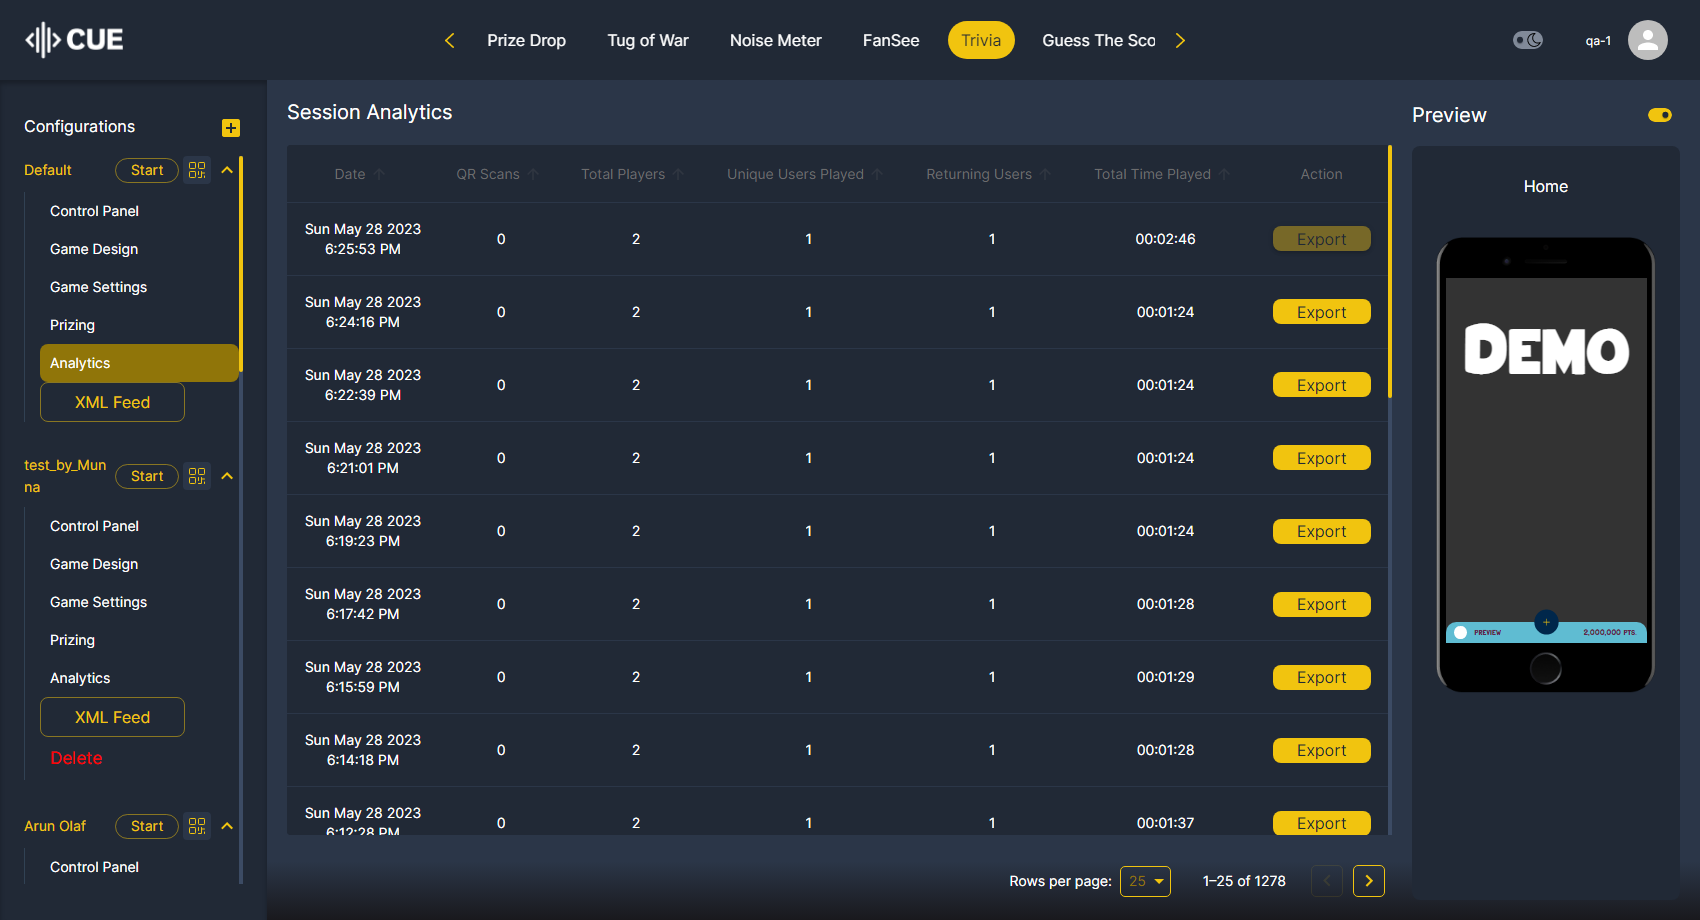 CUE
Prize Drop
Tug of War
Noise Meter
FanSee
Trivia
Guess The Sco
qa-1
Configurations
Default
Start
Control Panel
Game Design
Game Settings
Prizing
Analytics
XML Feed
test_by_Mun
na
Start
Control Panel
Game Design
Game Settings
Prizing
Analytics
XML Feed
Delete
Arun Olaf
Start
Control Panel
Session Analytics
Date QR Scans Total Players Unique Users Played Returning Users Total Time Played Action
Sun May 28 2023
6:25:53 PM
0 2 1 1 00:02:46 Export
Sun May 28 2023
6:24:16 PM
0 2 1 1 00:01:24 Export
Sun May 28 2023
6:22:39 PM
0 2 1 1 00:01:24 Export
Sun May 28 2023
6:21:01 PM
0 2 1 1 00:01:24 Export
Sun May 28 2023
6:19:23 PM
0 2 1 1 00:01:24 Export
Sun May 28 2023
6:17:42 PM
0 2 1 1 00:01:28 Export
Sun May 28 2023
6:15:59 PM
0 2 1 1 00:01:29 Export
Sun May 28 2023
6:14:18 PM
0 2 1 1 00:01:28 Export
Sun May 28 2023
6:12:28 PM
0 2 1 1 00:01:37 Export
Rows per page: 25 1–25 of 1278
Preview
Home
DEMO
PREVIEW
+
2,000,000 PTS.